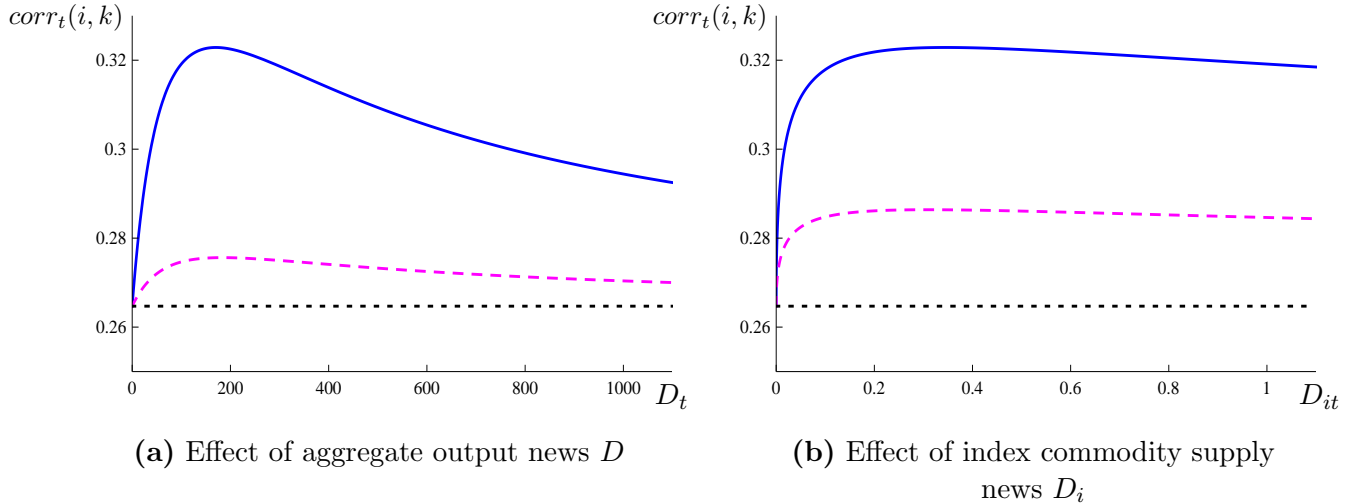 corr_t(i, k)
0.32
0.3
0.28
0.26
0
200
400
600
800
1000
D_t
(a) Effect of aggregate output news D
corr_t(i, k)
0.32
0.3
0.28
0.26
0
0.2
0.4
0.6
0.8
1
D_{it}
(b) Effect of index commodity supply
news D_i